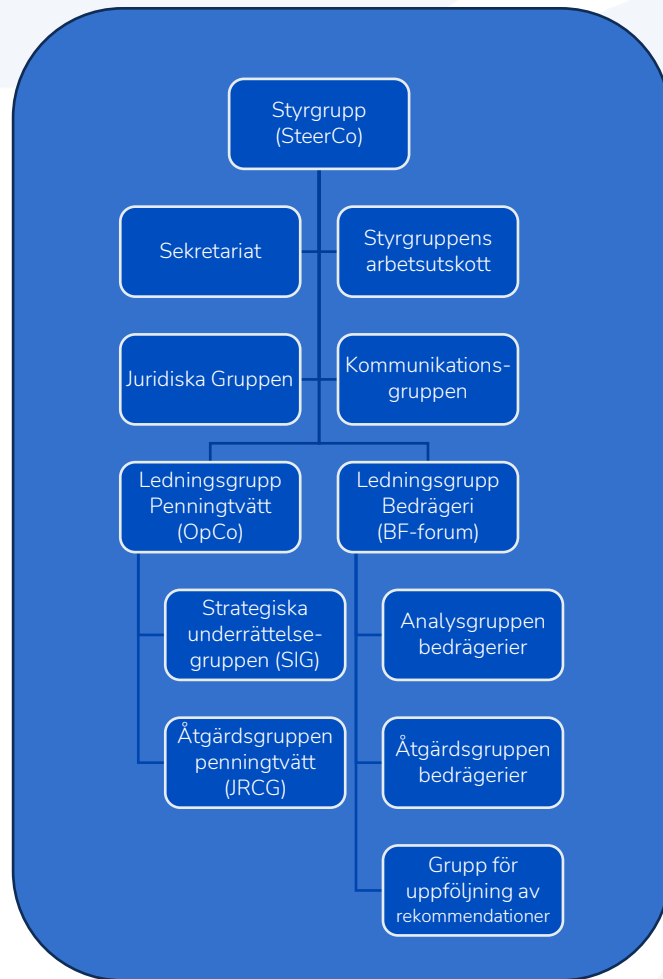 Styrgrupp
(SteerCo)
Sekretariat
Styrgruppens
arbetsutskott
Juridiska Gruppen
Kommunikations-
gruppen
Ledningsgrupp
Penningtvätt
(OpCo)
Ledningsgrupp
Bedrägeri
(BF-forum)
Strategiska
underrättelse-
gruppen (SIG)
Analysgruppen
bedrägerier
Åtgärdsgruppen
penningtvätt
(JRCG)
Åtgärdsgruppen
bedrägerier
Grupp för
uppföljning av
rekommendationer